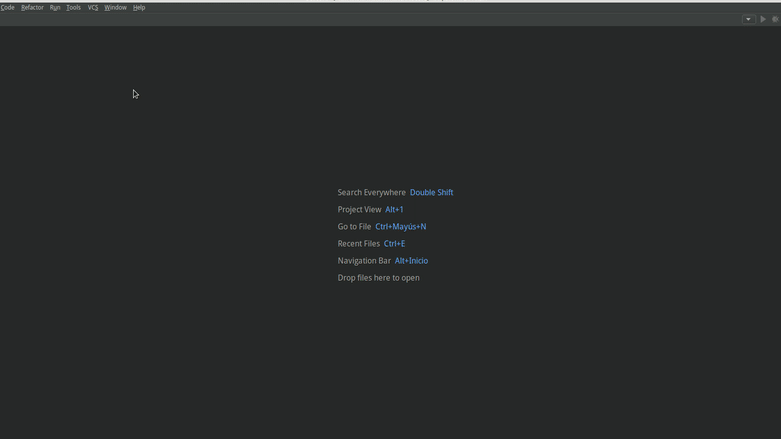 Code Refactor Run Tools VCS Window Help
Search Everywhere Double Shift
Project View Alt+1
Go to File Ctrl+Mayús+N
Recent Files Ctrl+E
Navigation Bar Alt+Inicio
Drop files here to open